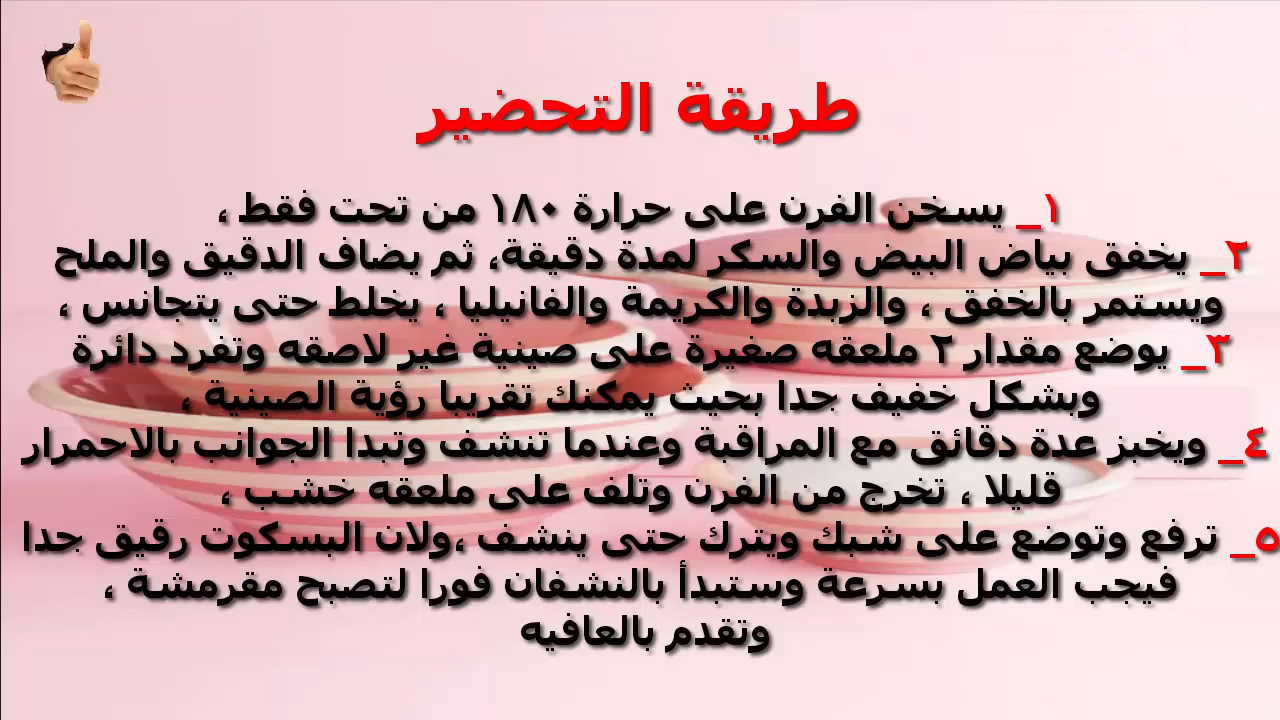 طريقة التحضير
١_ يسخن الفرن على حرارة ١٨٠ من تحت فقط ،
٢_ يخفق بياض البيض والسكر لمدة دقيقة، ثم يضاف الدقيق والملح
ويستمر بالخفق ، والزبدة والكريمة والفانيليا ، يخلط حتى يتجانس ،
٣_ يوضع مقدار ٢ ملعقه صغيرة على صينية غير لاصقه وتفرد دائرة
وبشكل خفيف جدا بحيث يمكنك تقريبا رؤية الصينية ،
٤_ ويخبز عدة دقائق مع المراقبة وعندما تنشف وتبدا الجوانب بالاحمرار
قليلا ، تخرج من الفرن وتلف على ملعقه خشب ،
٥_ ترفع وتوضع على شبك ويترك حتى ينشف ،ولان البسكوت رقيق جدا
فيجب العمل بسرعة وستبدأ بالنشفان فورا لتصبح مقرمشة ،
وتقدم بالعافيه